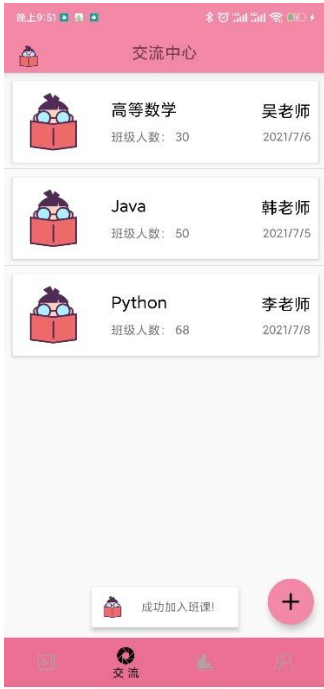 晚上9:51
交流中心
高等数学 吴老师
班级人数: 30 2021/7/6
Java 韩老师
班级人数: 50 2021/7/5
Python 李老师
班级人数: 68 2021/7/8
成功加入班课!
交流